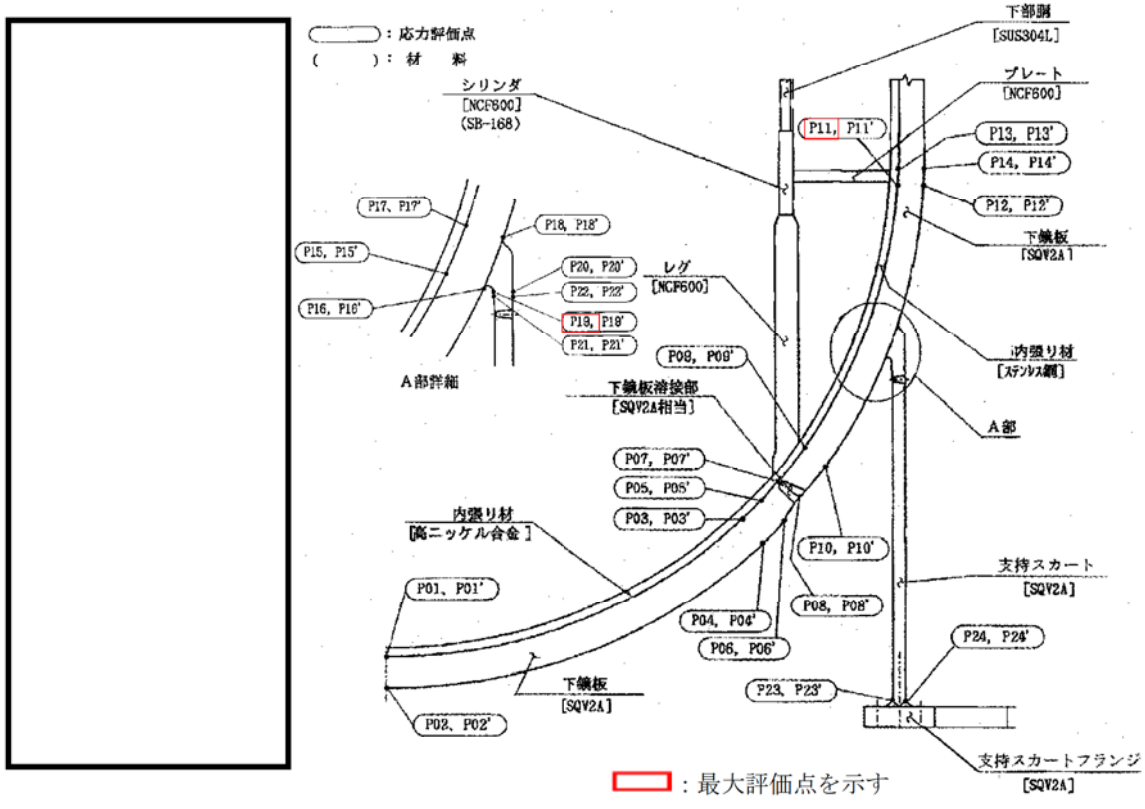 : 応力評価点
( ) : 材 料
シリンダ
[NCF600]
(SB-168)
下部胴
[SUS304L]
プレート
[NCF600]
P11, P11'
P13, P13'
P14, P14'
P12, P12'
下鏡板
[SQV2A]
P17、P17'
P18, P18'
P15, P15'
P20, P20'
P22, P22'
P16, P16'
P19, P19'
P21, P21'
A部詳細
レグ
[NCF600]
P09, P09'
内張り材
[ステンレス鋼]
A部
下鏡板溶接部
[SQV2A相当]
P07, P07'
P05, P05'
P03, P03'
内張り材
[高ニッケル合金]
P10, P10'
P01、P01'
P08, P08'
P04, P04'
P06, P06'
支持スカート
[SQV2A]
P24, P24'
P23, P23'
下鏡板
[SQV2A]
P02、P02'
支持スカートフランジ
[SQV2A]
: 最大評価点を示す